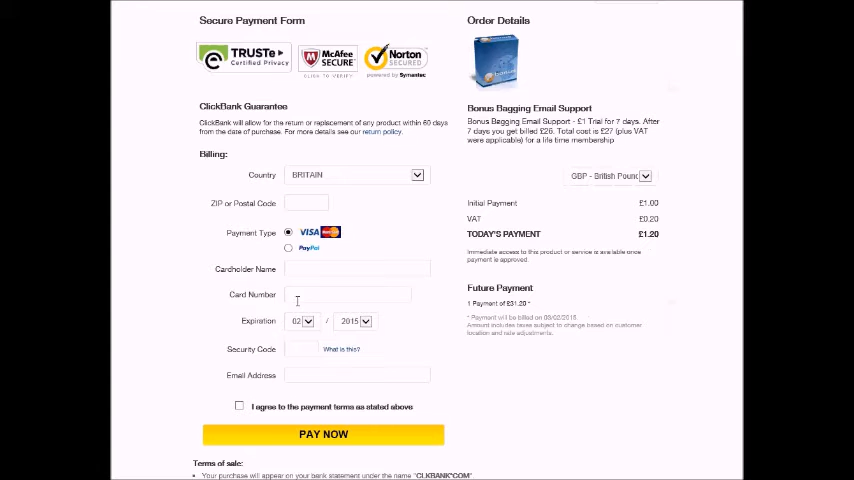 Secure Payment Form
Order Details
TRUSTe
Certified Privacy
McAfee
SECURE
CLICK TO VERIFY
Norton
SECURED
powered by Symantec
ClickBank Guarantee
ClickBank will allow for the return or replacement of any product within 60 days
from the date of purchase. For more details see our return policy.
Bonus Bagging Email Support
Bonus Bagging Email Support - £1 Trial for 7 days. After
7 days you get billed £26. Total cost is £27 (plus VAT
were applicable) for a life time membership
Billing:
Country BRITAIN
GBP - British Pound
ZIP or Postal Code
Initial Payment £1.00
VAT £0.20
TODAY'S PAYMENT £1.20
Payment Type VISA
PayPal
Immediate access to this product or service is available once
payment is approved.
Cardholder Name
Future Payment
Card Number
1 Payment of £31.20 *
Expiration 02 / 2015
* Payment will be billed on 09/02/2015.
Amount includes taxes subject to change based on customer
location and rate adjustments.
Security Code What is this?
Email Address
I agree to the payment terms as stated above
PAY NOW
Terms of sale:
Your purchase will appear on your bank statement under the name "CLKBANK*COM"